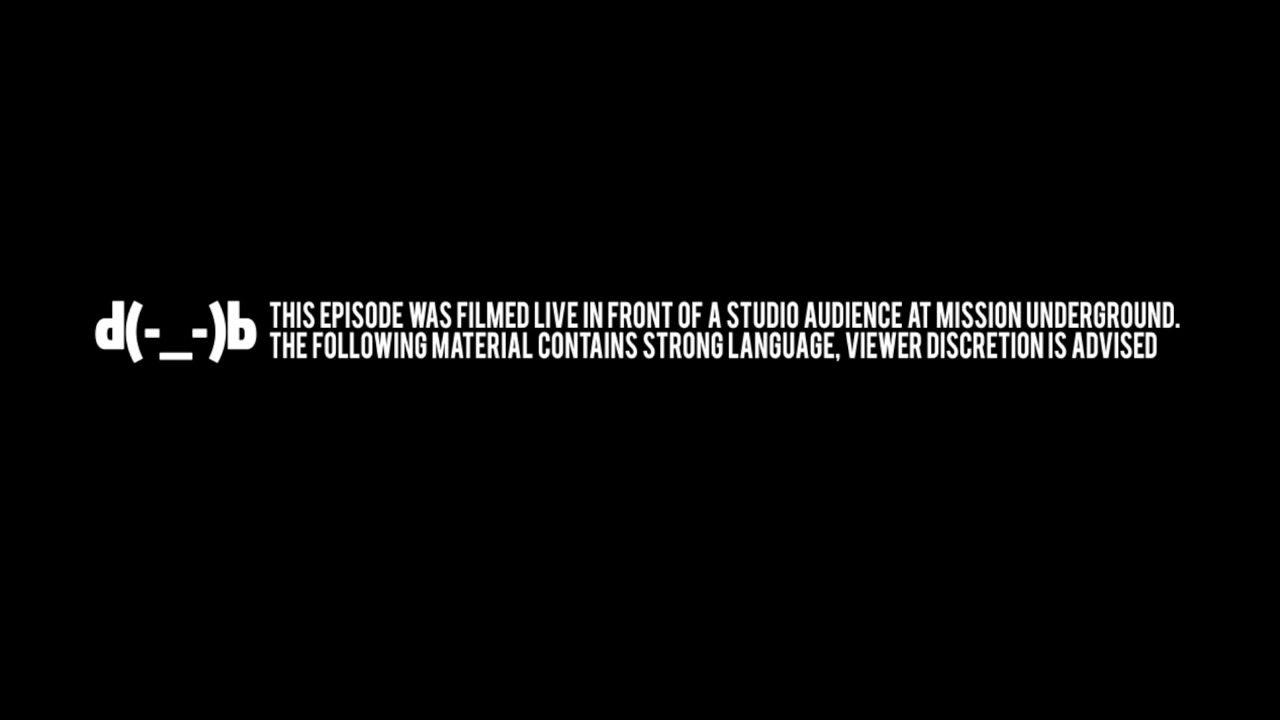 d(-_-)b
THIS EPISODE WAS FILMED LIVE IN FRONT OF A STUDIO AUDIENCE AT MISSION UNDERGROUND.
THE FOLLOWING MATERIAL CONTAINS STRONG LANGUAGE, VIEWER DISCRETION IS ADVISED